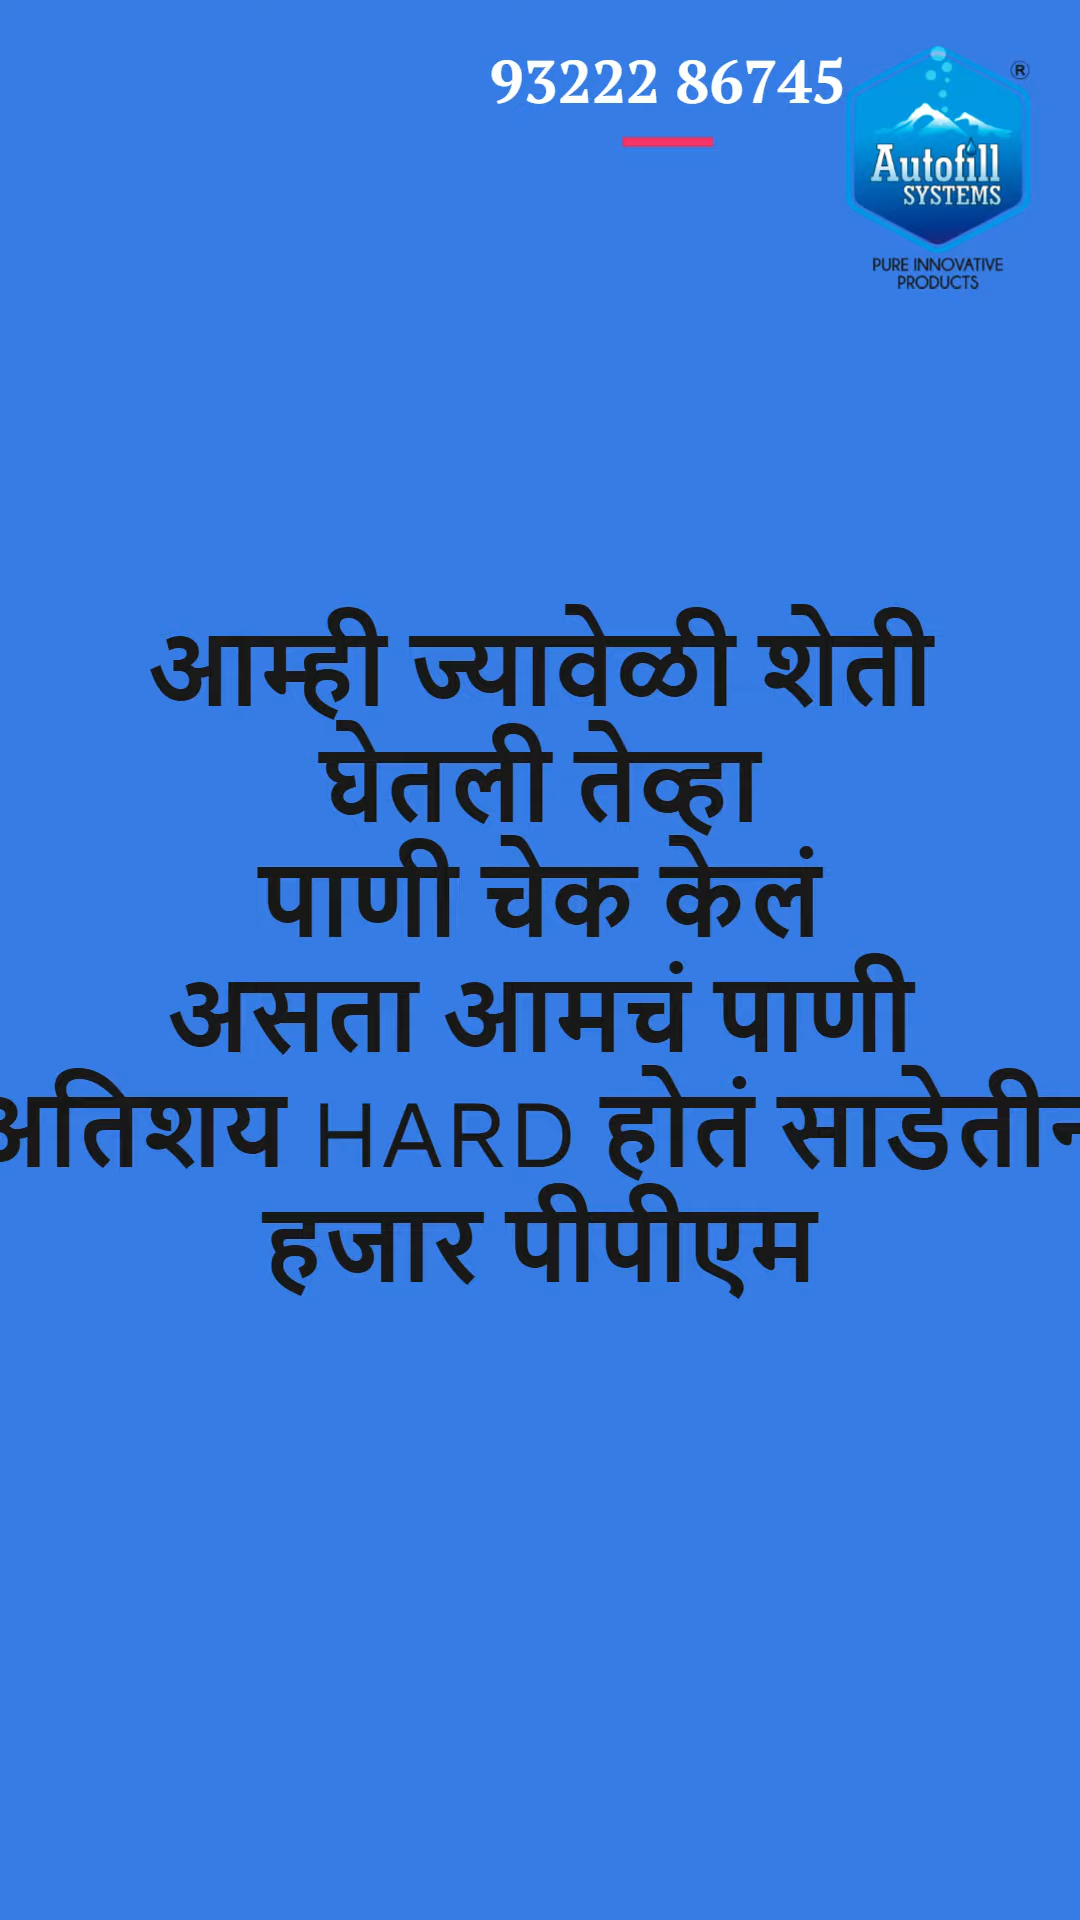 93222 86745
®
Autofill
SYSTEMS
PURE INNOVATIVE
PRODUCTS
आम्ही ज्यावेळी शेती
घेतली तेव्हा
पाणी चेक केलं
असता आमचं पाणी
अतिशय HARD होतं साडेतीन
हजार पीपीएम